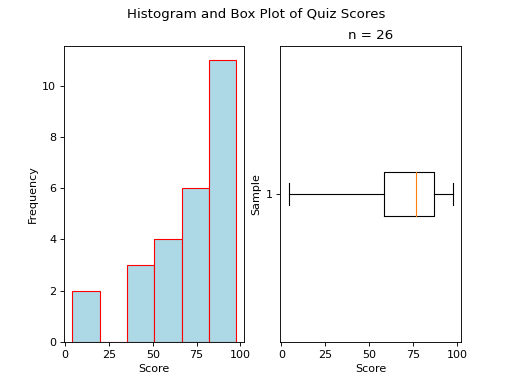 Histogram and Box Plot of Quiz Scores
n = 26
Frequency
0
2
4
6
8
10
0 25 50 75 100
Score
Sample
1
0 25 50 75 100
Score